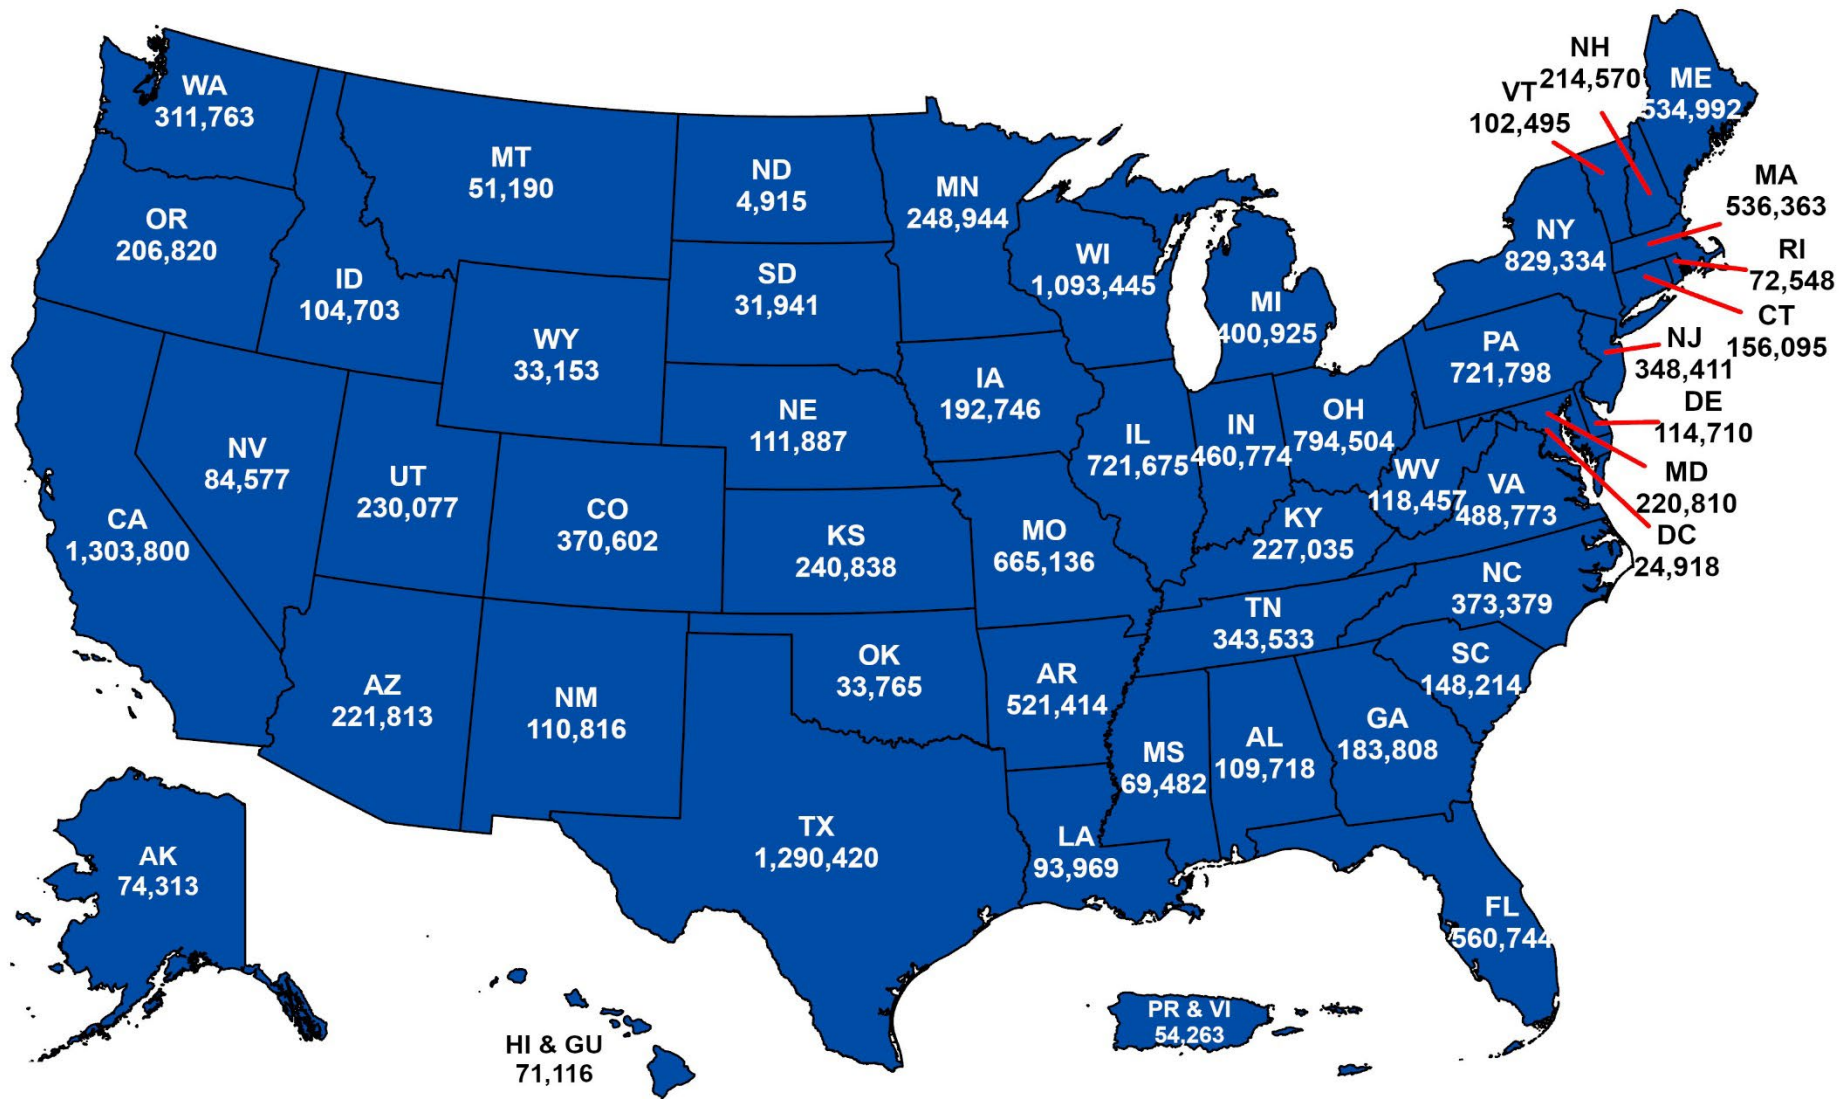 WA
311,763
OR
206,820
CA
1,303,800
ID
104,703
NV
84,577
MT
51,190
WY
33,153
UT
230,077
AZ
221,813
CO
370,602
NM
110,816
ND
4,915
SD
31,941
NE
111,887
KS
240,838
OK
33,765
TX
1,290,420
MN
248,944
IA
192,746
MO
665,136
AR
521,414
LA
93,969
WI
1,093,445
IL
721,675
MI
400,925
IN
460,774
OH
794,504
KY
227,035
TN
343,533
MS
69,482
AL
109,718
GA
183,808
FL
560,744
SC
148,214
NC
373,379
VA
488,773
WV
118,457
PA
721,798
NY
829,334
VT
102,495
NH
214,570
ME
534,992
MA
536,363
RI
72,548
CT
156,095
NJ
348,411
DE
114,710
MD
220,810
DC
24,918
AK
74,313
HI & GU
71,116
PR & VI
54,263